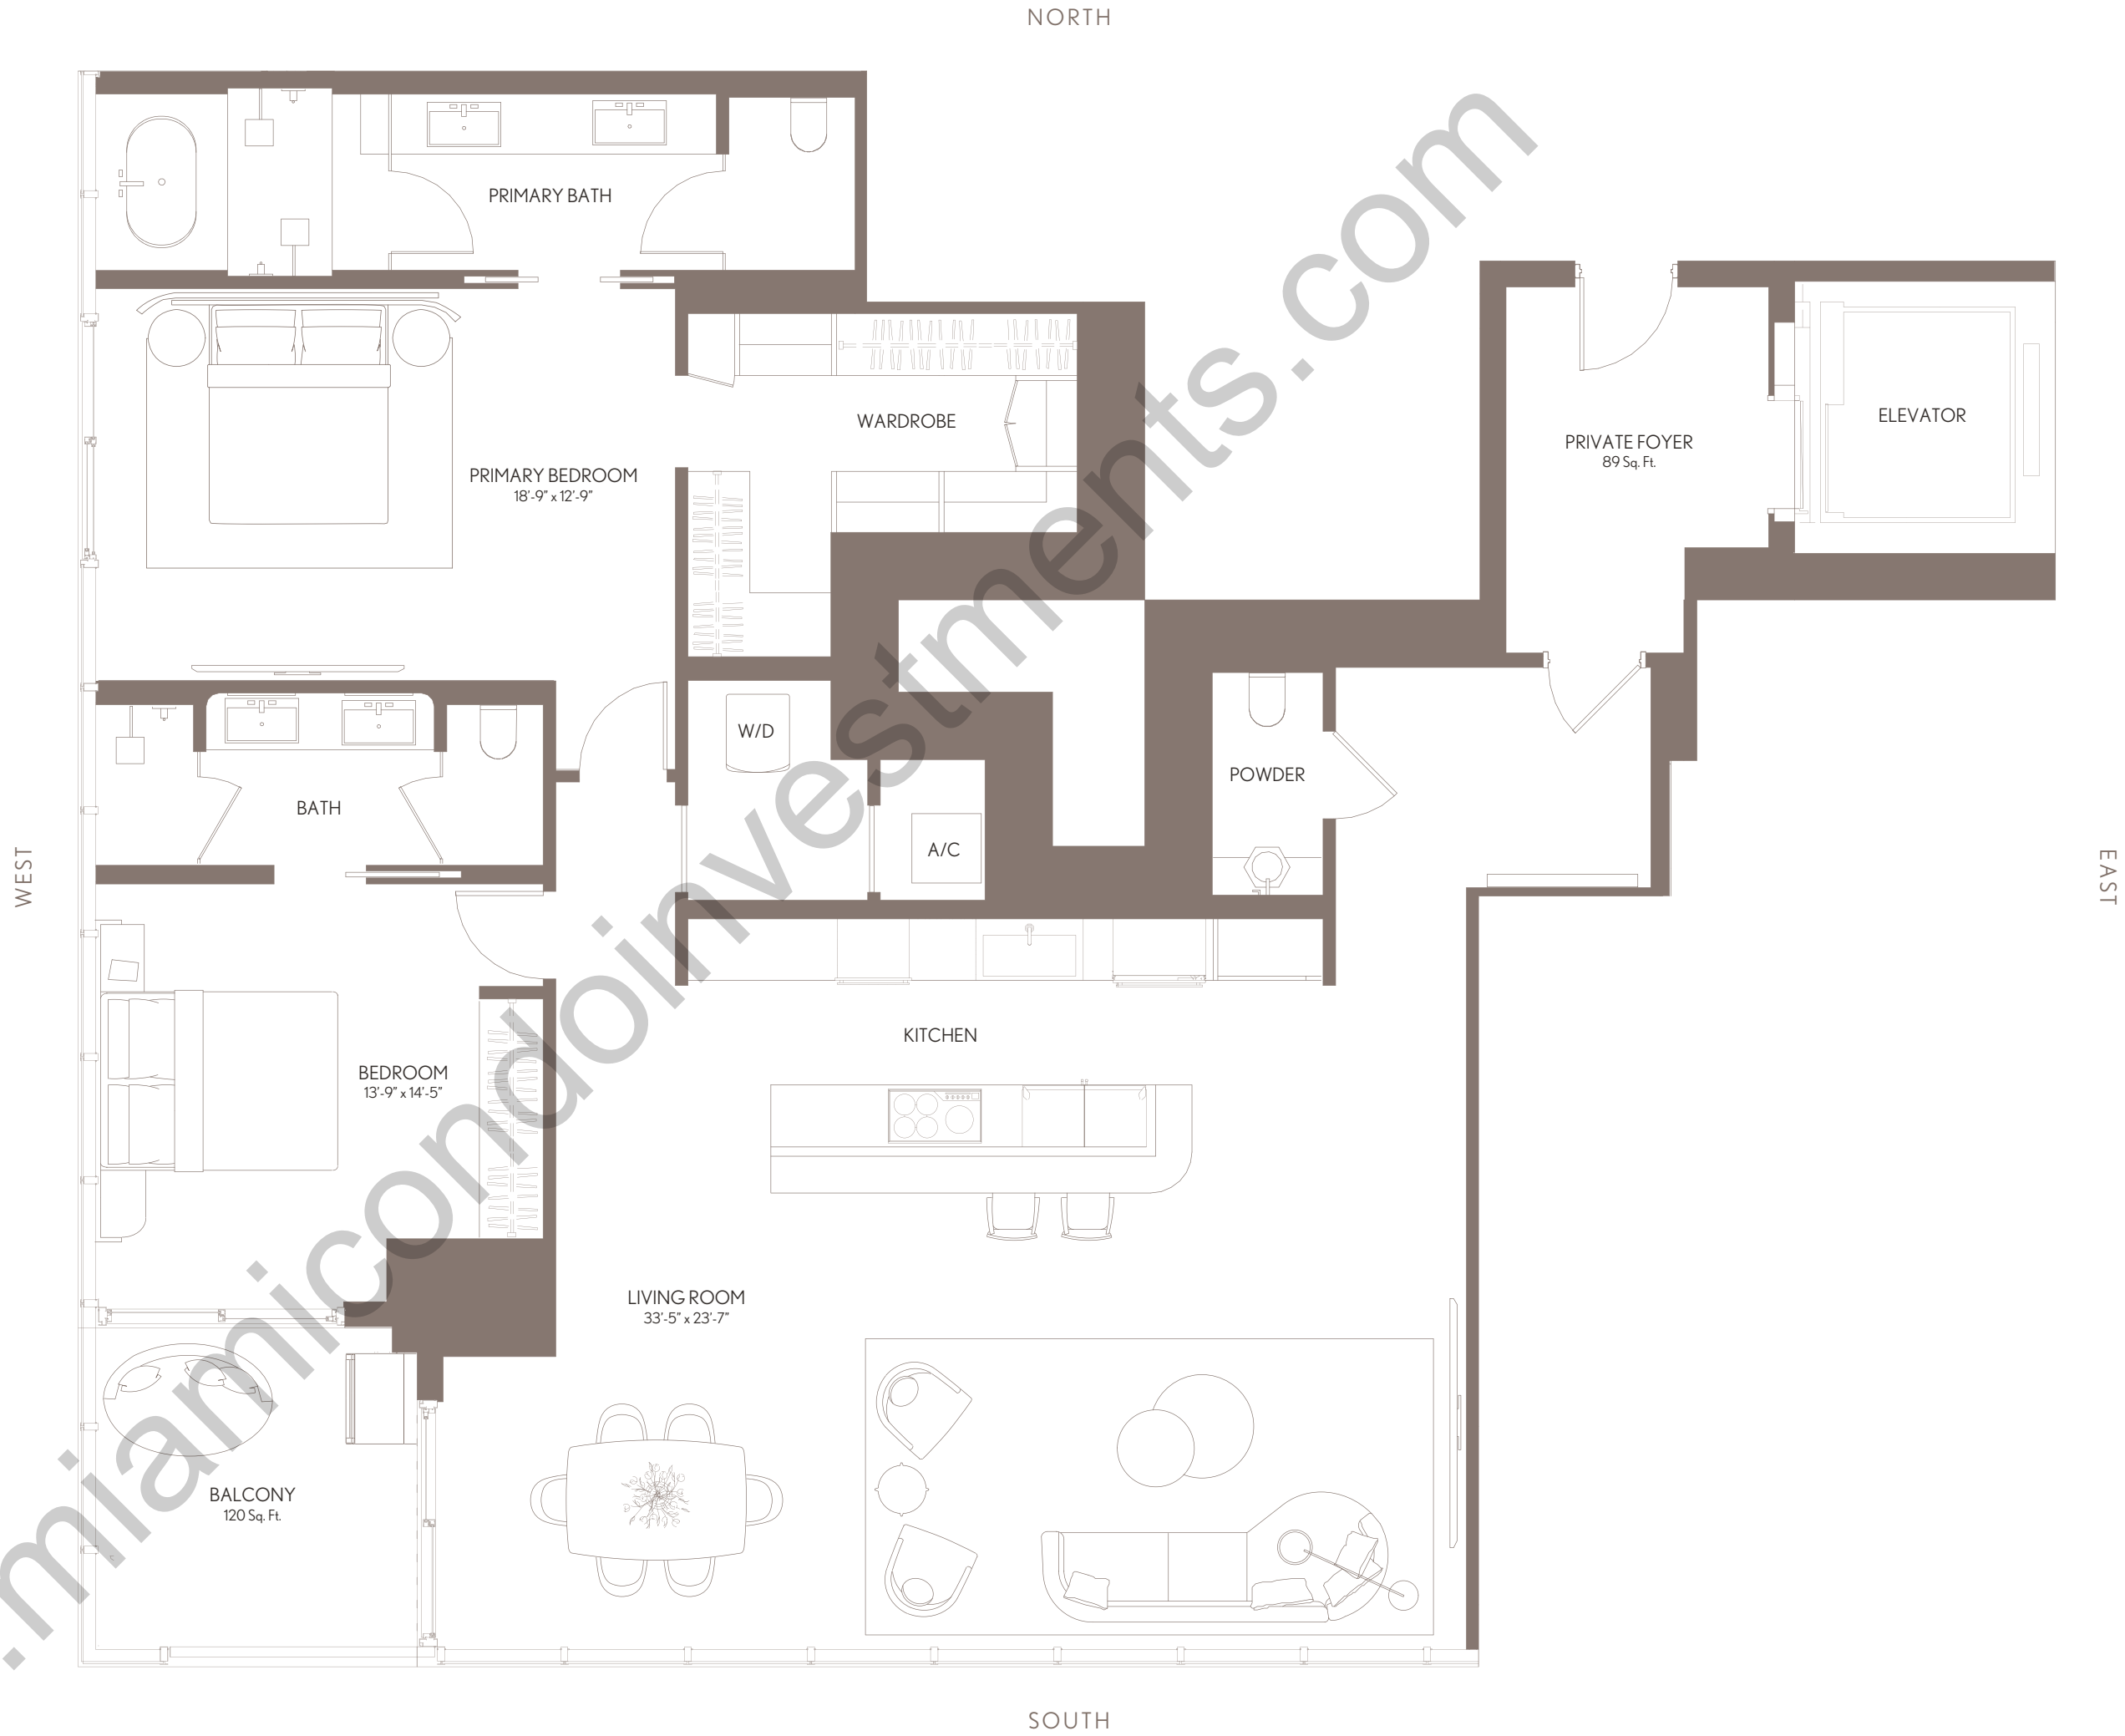 NORTH
PRIMARY BATH
PRIMARY BEDROOM
18'-9" x 12'-9"
WARDROBE
PRIVATE FOYER
89 Sq. Ft.
ELEVATOR
W/D
BATH
A/C
POWDER
WEST
EAST
KITCHEN
BEDROOM
13'-9" x 14'-5"
LIVING ROOM
33'-5" x 23'-7"
BALCONY
120 Sq. Ft.
SOUTH
.miamicondoinvestments.com